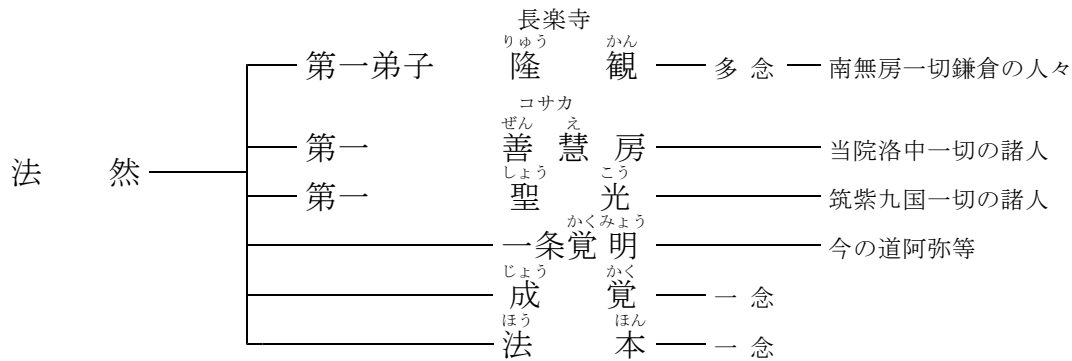 長楽寺
りゅう かん
第一弟子 隆 観 多念 南無房一切鎌倉の人々
コサカ
ぜん え
第一 善慧房 当院洛中一切の諸人
法 然
しょう こう
第一 聖 光 筑紫九国一切の諸人
かくみょう
一条覚明 今の道阿弥等
じょう かく
成 覚 一念
ほう ほん
法 本 一念